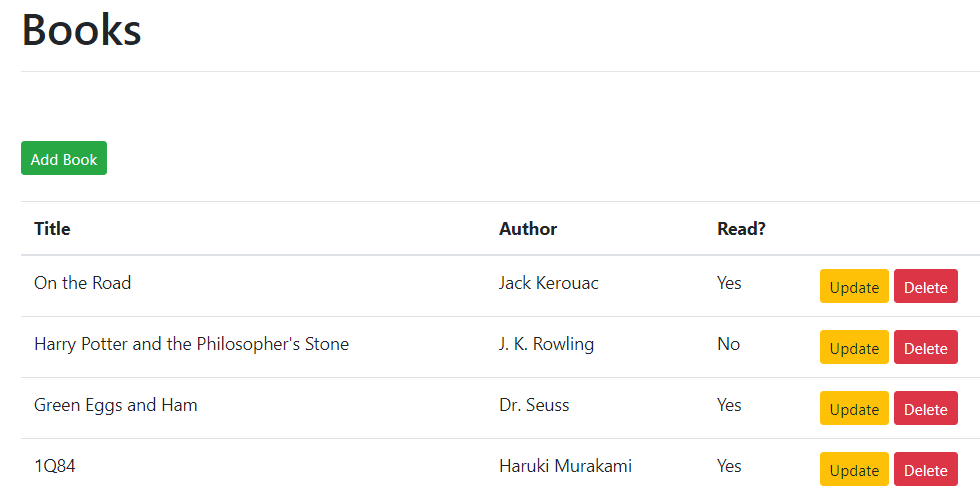 Books
Add Book
Title Author Read?
On the Road Jack Kerouac Yes Update Delete
Harry Potter and the Philosopher's Stone J. K. Rowling No Update Delete
Green Eggs and Ham Dr. Seuss Yes Update Delete
1Q84 Haruki Murakami Yes Update Delete